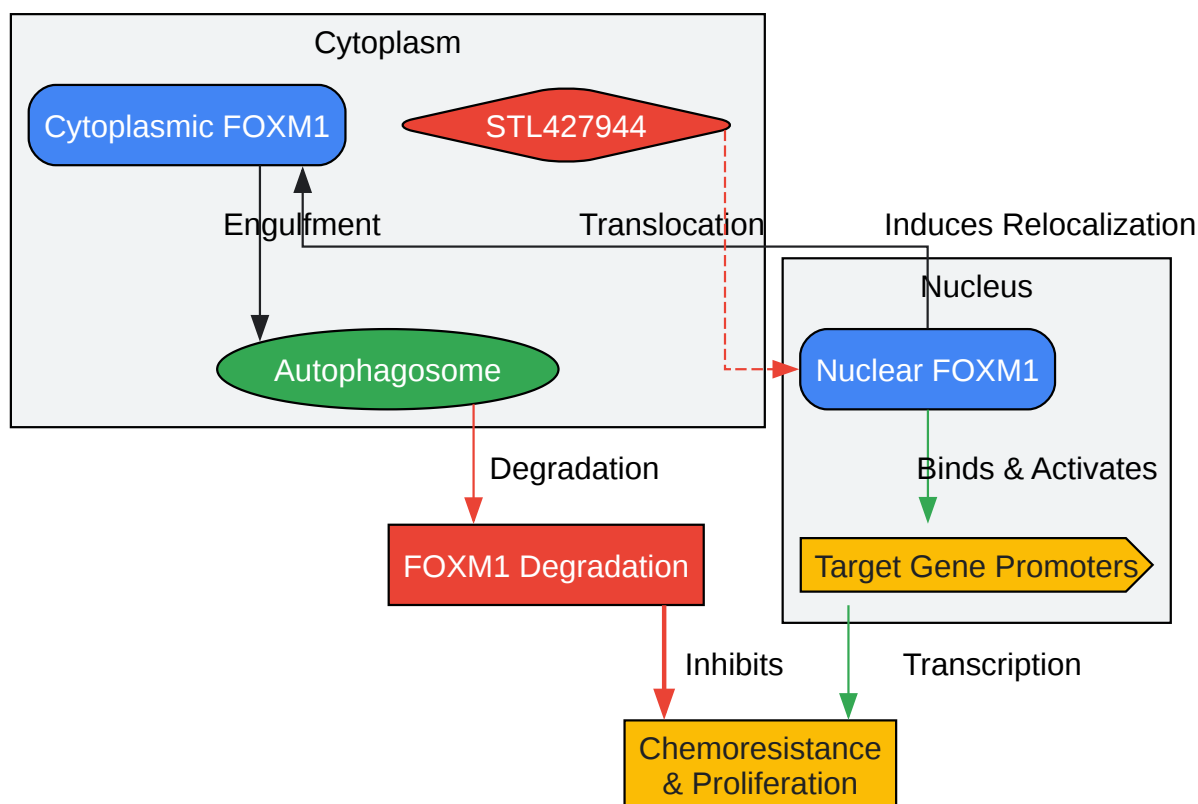 Cytoplasm
Cytoplasmic FOXM1
STL427944
Engulfment
Translocation
Induces Relocalization
Nucleus
Autophagosome
Nuclear FOXM1
Degradation
Binds & Activates
FOXM1 Degradation
Target Gene Promoters
Inhibits
Transcription
Chemoresistance
& Proliferation